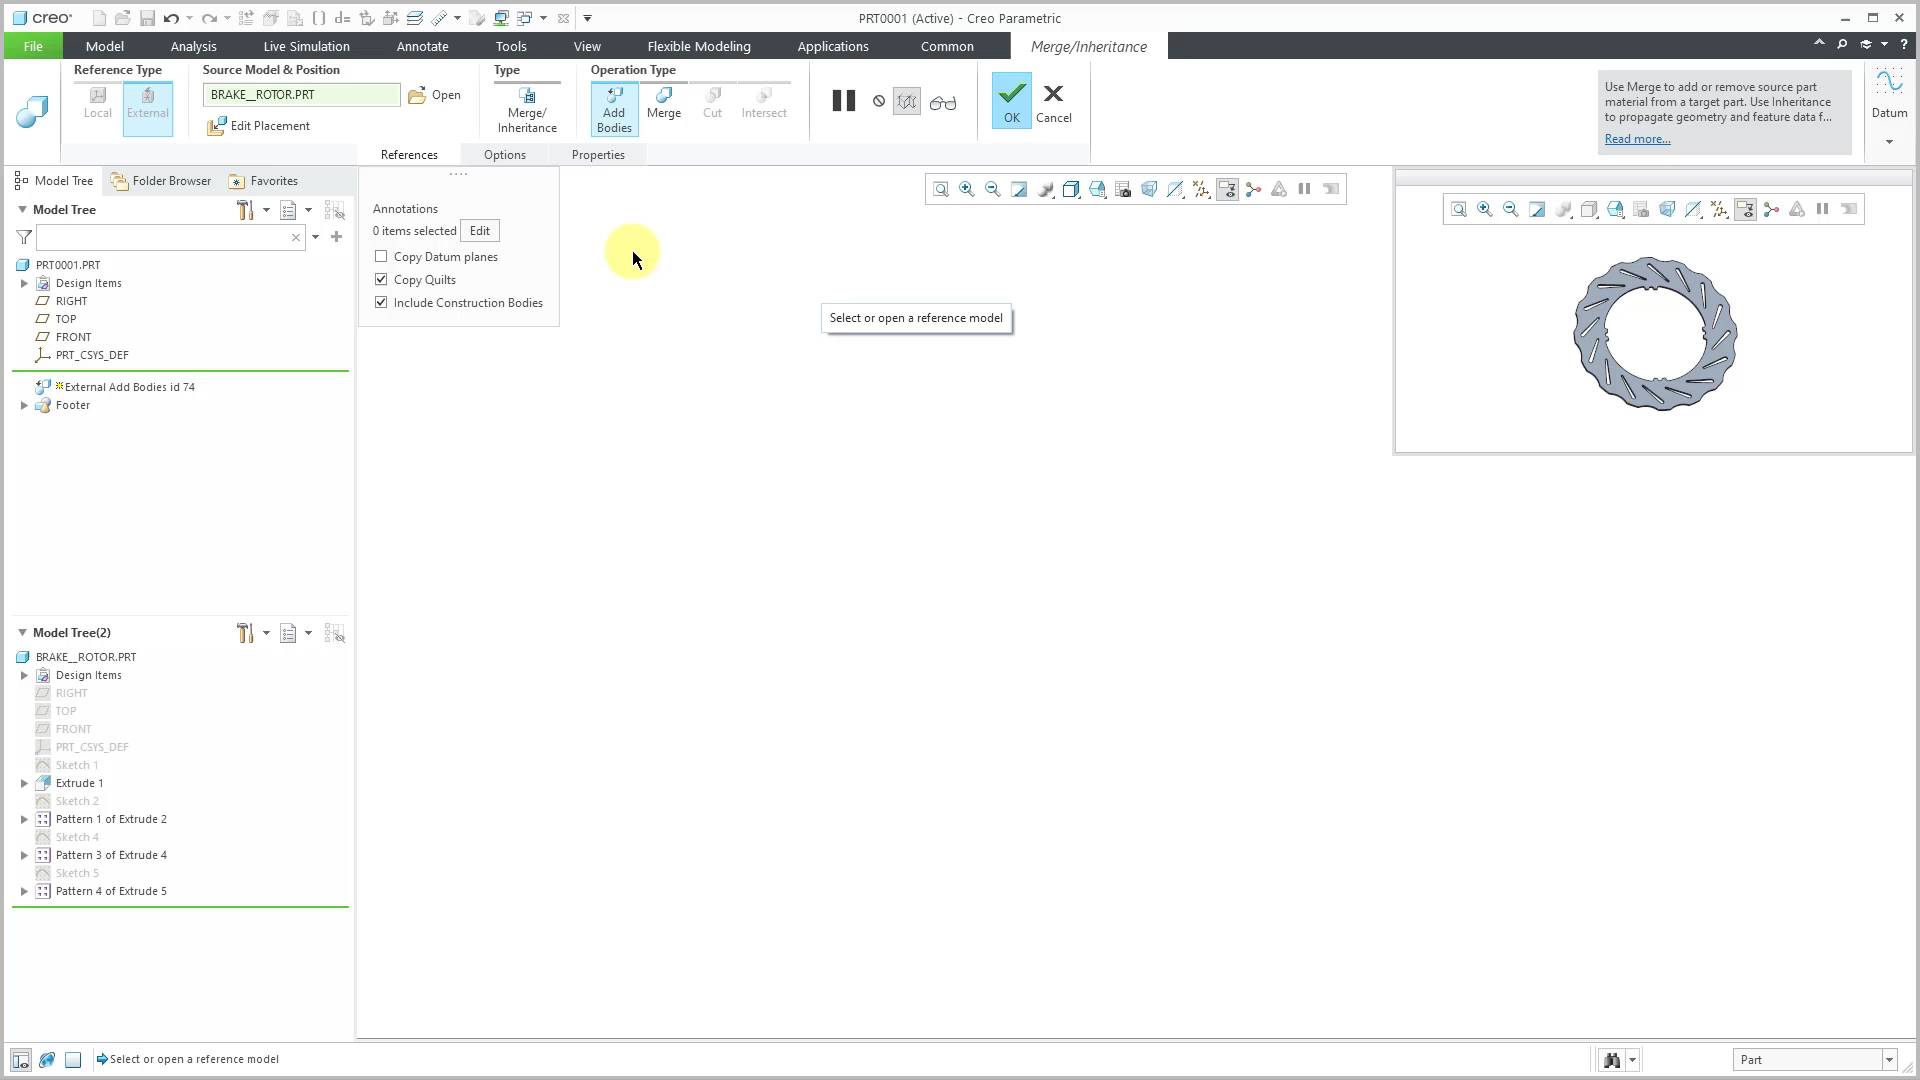 creo
d=
PRT0001 (Active) - Creo Parametric
File
Model
Analysis
Live Simulation
Annotate
Tools
View
Flexible Modeling
Applications
Common
Merge/Inheritance
Reference Type
Local
External
Source Model & Position
BRAKE__ROTOR.PRT
Open
Edit Placement
Type
Merge/
Inheritance
Operation Type
Add
Bodies
Merge
Cut
Intersect
OK
Cancel
Use Merge to add or remove source part
material from a target part. Use Inheritance
to propagate geometry and feature data f...
Read more...
Datum
References
Options
Properties
Model Tree
Folder Browser
Favorites
Model Tree
PRT0001.PRT
Design Items
RIGHT
TOP
FRONT
PRT_CSYS_DEF
External Add Bodies id 74
Footer
Annotations
0 items selected
Edit
Copy Datum planes
Copy Quilts
Include Construction Bodies
Select or open a reference model
Model Tree(2)
BRAKE__ROTOR.PRT
Design Items
RIGHT
TOP
FRONT
PRT_CSYS_DEF
Sketch 1
Extrude 1
Sketch 2
Pattern 1 of Extrude 2
Sketch 4
Pattern 3 of Extrude 4
Sketch 5
Pattern 4 of Extrude 5
Select or open a reference model
Part